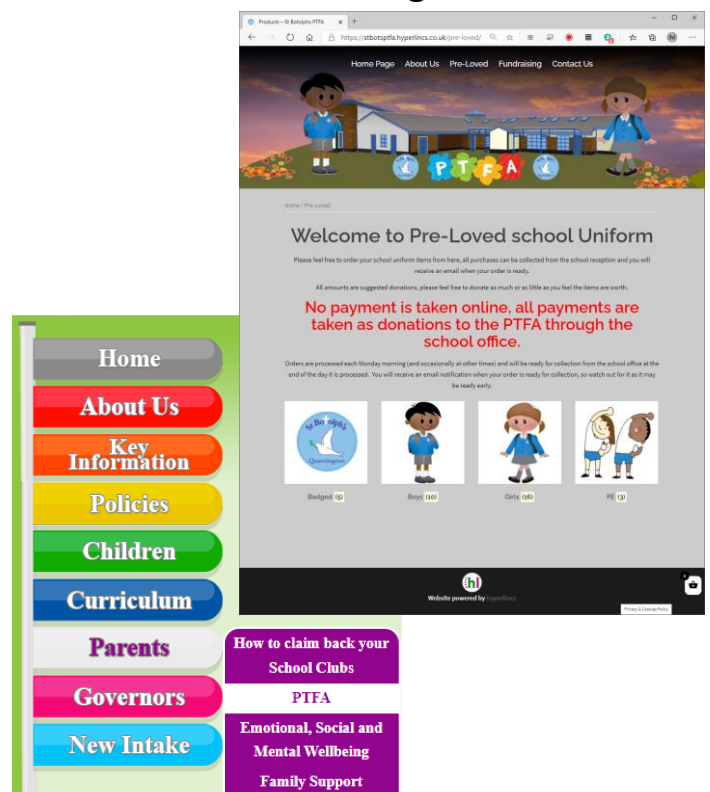 Products – St Botolphs PTFA
https://stbotsptfa.hyperlincs.co.uk/pre-loved/
Home Page About Us Pre-Loved Fundraising Contact Us
PTFA
Home / Pre-Loved
Welcome to Pre-Loved school Uniform
Please feel free to order your school uniform items from here, all purchases can be collected from the school reception and you will
receive an email when your order is ready.
All amounts are suggested donations, please feel free to donate as much or as little as you feel the items are worth.
No payment is taken online, all payments are
taken as donations to the PTFA through the
school office.
Orders are processed each Monday morning (and occasionally at other times) and will be ready for collection from the school office at the
end of the day it is processed. You will receive an email notification when your order is ready for collection, so watch out for it as it may
be ready early.
St Botolph's
Quarrington
Badged (5) Boys (10) Girls (16) PE (3)
hl
Website powered by hyperlincs
Privacy & Cookies Policy
Home
About Us
Key
Information
Policies
Children
Curriculum
Parents
Governors
New Intake
How to claim back your
School Clubs
PTFA
Emotional, Social and
Mental Wellbeing
Family Support